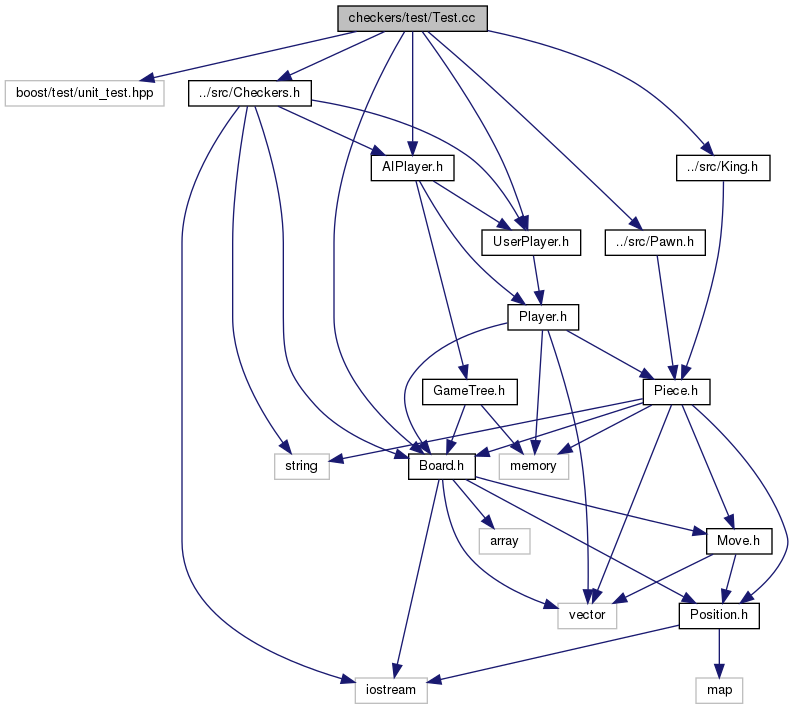 checkers/test/Test.cc
boost/test/unit_test.hpp
../src/Checkers.h
AIPlayer.h
../src/King.h
UserPlayer.h
../src/Pawn.h
Player.h
GameTree.h
Piece.h
string
Board.h
memory
array
Move.h
vector
Position.h
iostream
map